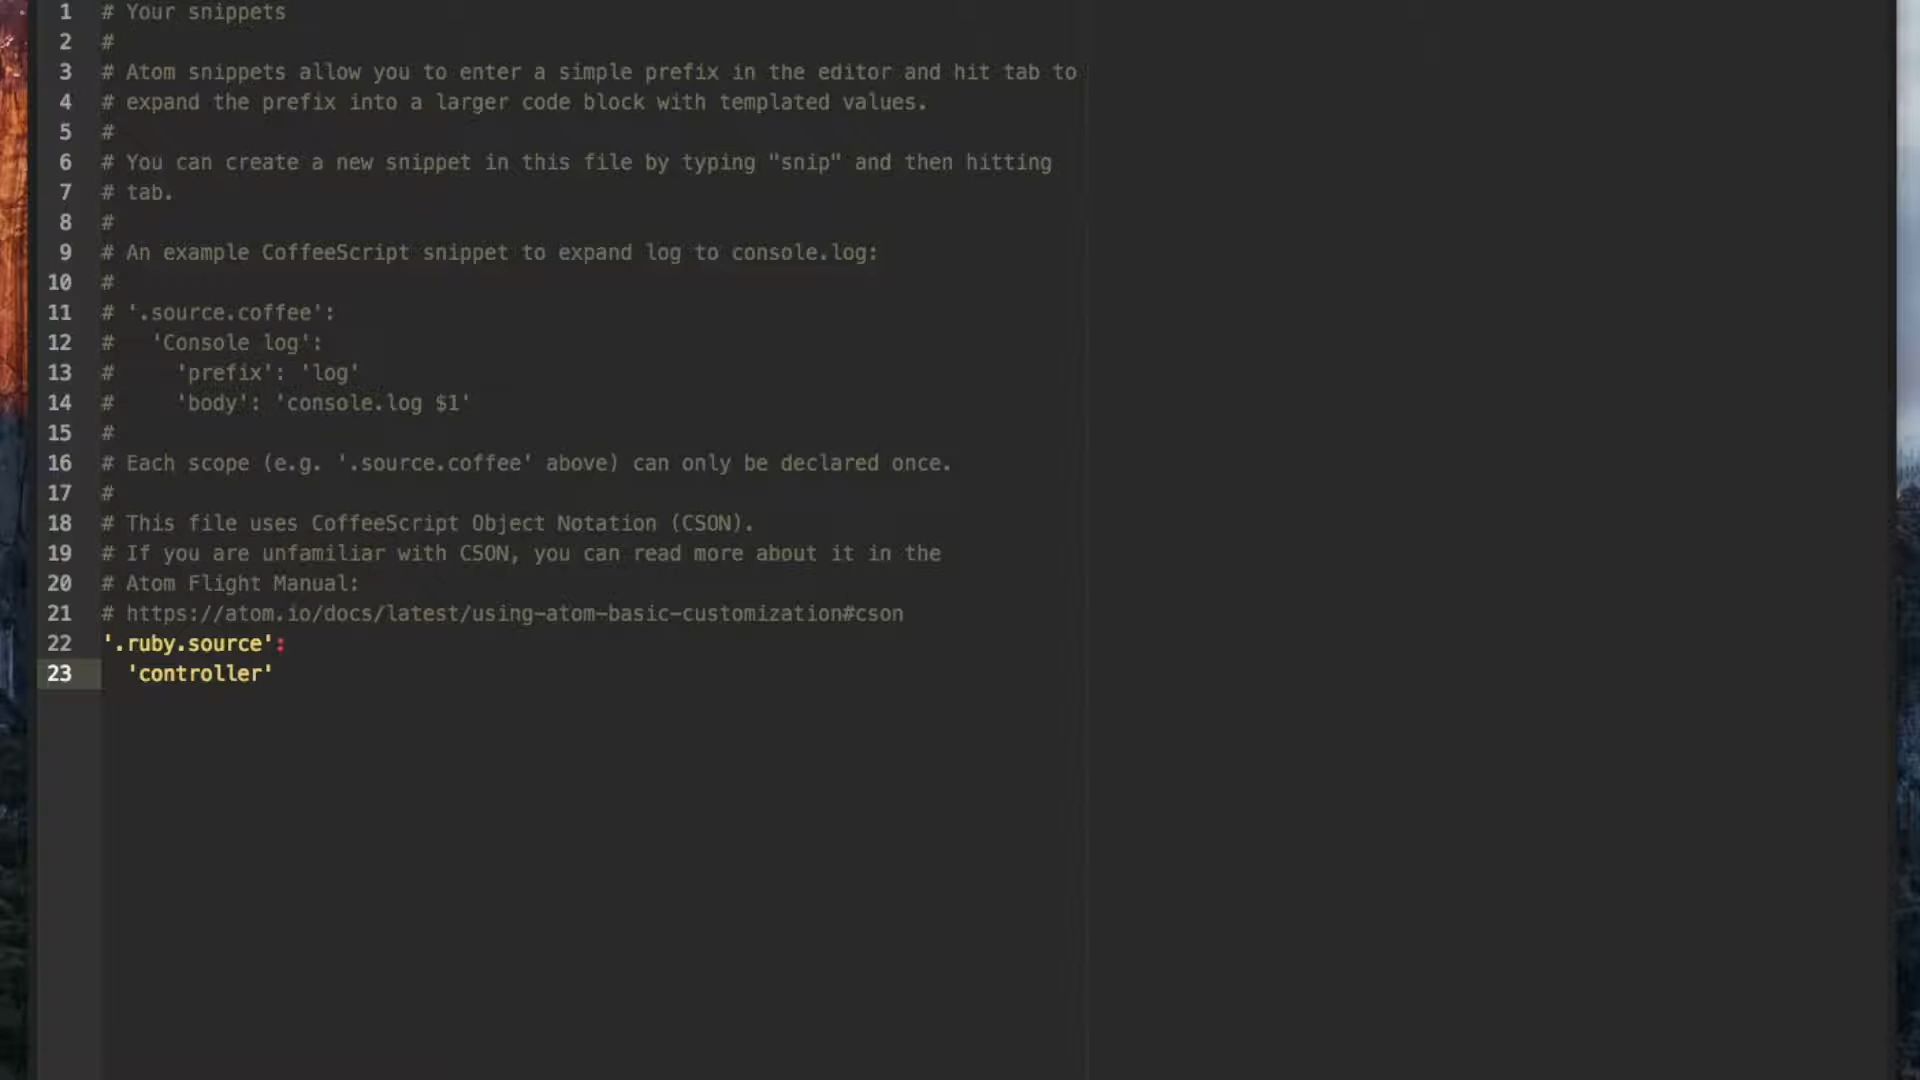 1 # Your snippets
2 #
3 # Atom snippets allow you to enter a simple prefix in the editor and hit tab to
4 # expand the prefix into a larger code block with templated values.
5 #
6 # You can create a new snippet in this file by typing "snip" and then hitting
7 # tab.
8 #
9 # An example CoffeeScript snippet to expand log to console.log:
10 #
11 # '.source.coffee':
12 #   'Console log':
13 #     'prefix': 'log'
14 #     'body': 'console.log $1'
15 #
16 # Each scope (e.g. '.source.coffee' above) can only be declared once.
17 #
18 # This file uses CoffeeScript Object Notation (CSON).
19 # If you are unfamiliar with CSON, you can read more about it in the
20 # Atom Flight Manual:
21 # https://atom.io/docs/latest/using-atom-basic-customization#cson
22 '.ruby.source':
23   'controller'